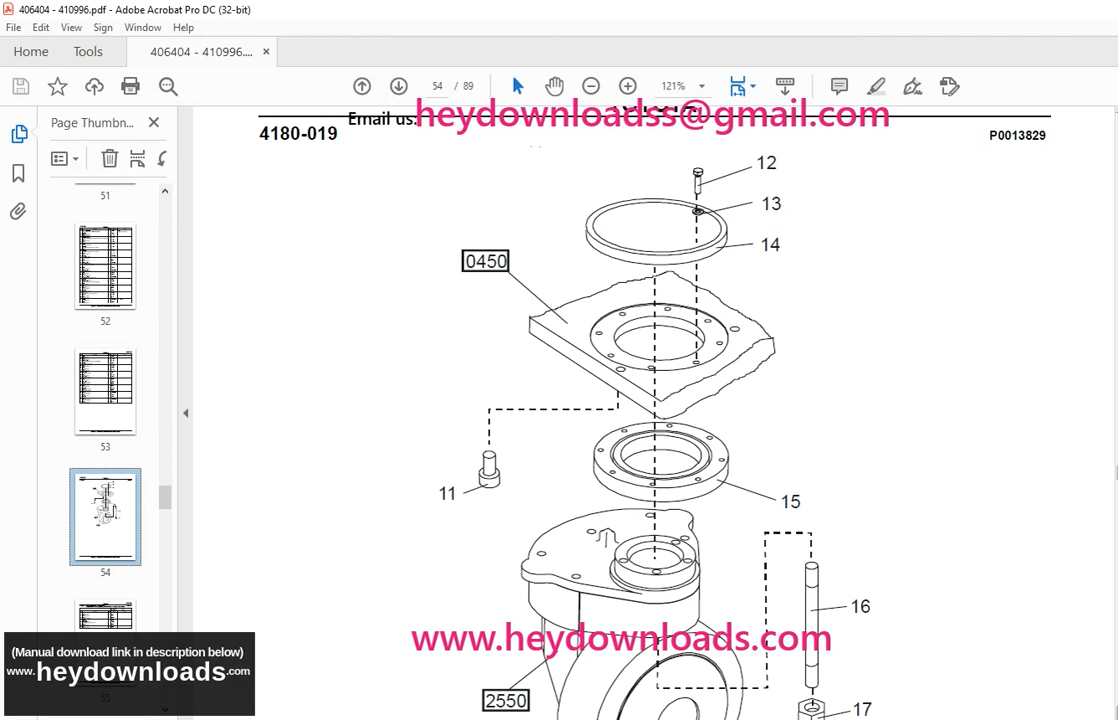 406404 - 410996.pdf - Adobe Acrobat Pro DC (32-bit)
File Edit View Sign Window Help
Home Tools 406404 - 410996.... ×
54 / 89 121%
Page Thumbn...
51
52
53
54
Email us: heydownloadss@gmail.com
4180-019 P0013829
12
13
14
0450
11
15
16
www.heydownloads.com
2550
17
(Manual download link in description below)
www.heydownloads.com